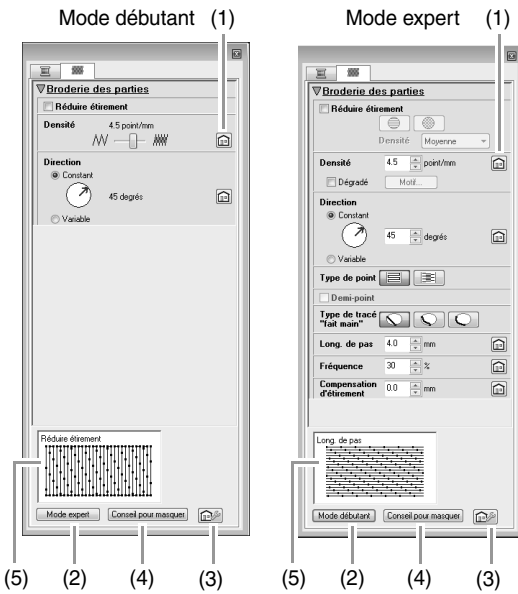 Mode débutant (1)
Broderie des parties
Réduire étirement
Densité 4.5 point/mm
Direction
Constant
45 degrés
Variable
Réduire étirement
Mode expert Conseil pour masquer
(5) (2) (4) (3)
Mode expert (1)
Broderie des parties
Réduire étirement
Densité Moyenne
Densité 4.5 point/mm
Dégradé Motif...
Direction
Constant
45 degrés
Variable
Type de point
Demi-point
Type de tracé
"fait main"
Long. de pas 4.0 mm
Fréquence 30 %
Compensation
d'étirement 0.0 mm
Long. de pas
Mode débutant Conseil pour masquer
(5) (2) (4) (3)